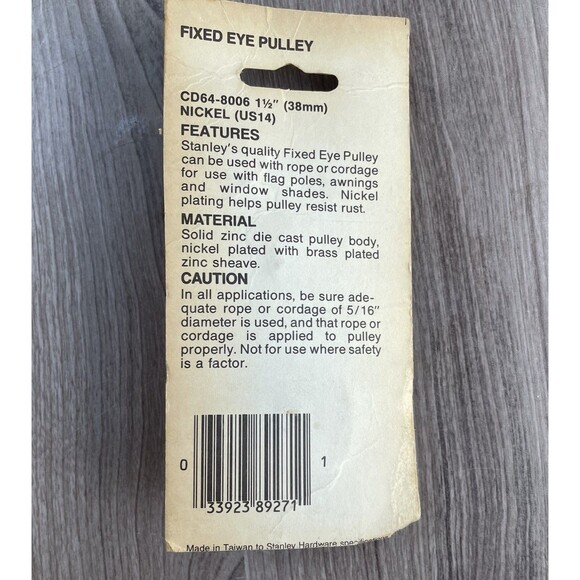 FIXED EYE PULLEY
CD64-8006 1½" (38mm)
NICKEL (US14)
FEATURES
Stanley's quality Fixed Eye Pulley
can be used with rope or cordage
for use with flag poles, awnings
and window shades. Nickel
plating helps pulley resist rust.
MATERIAL
Solid zinc die cast pulley body,
nickel plated with brass plated
zinc sheave.
CAUTION
In all applications, be sure ade-
quate rope or cordage of 5/16"
diameter is used, and that rope or
cordage is applied to pulley
properly. Not for use where safety
is a factor.
0 33923 89271 1
Made in Taiwan to Stanley Hardware specifications